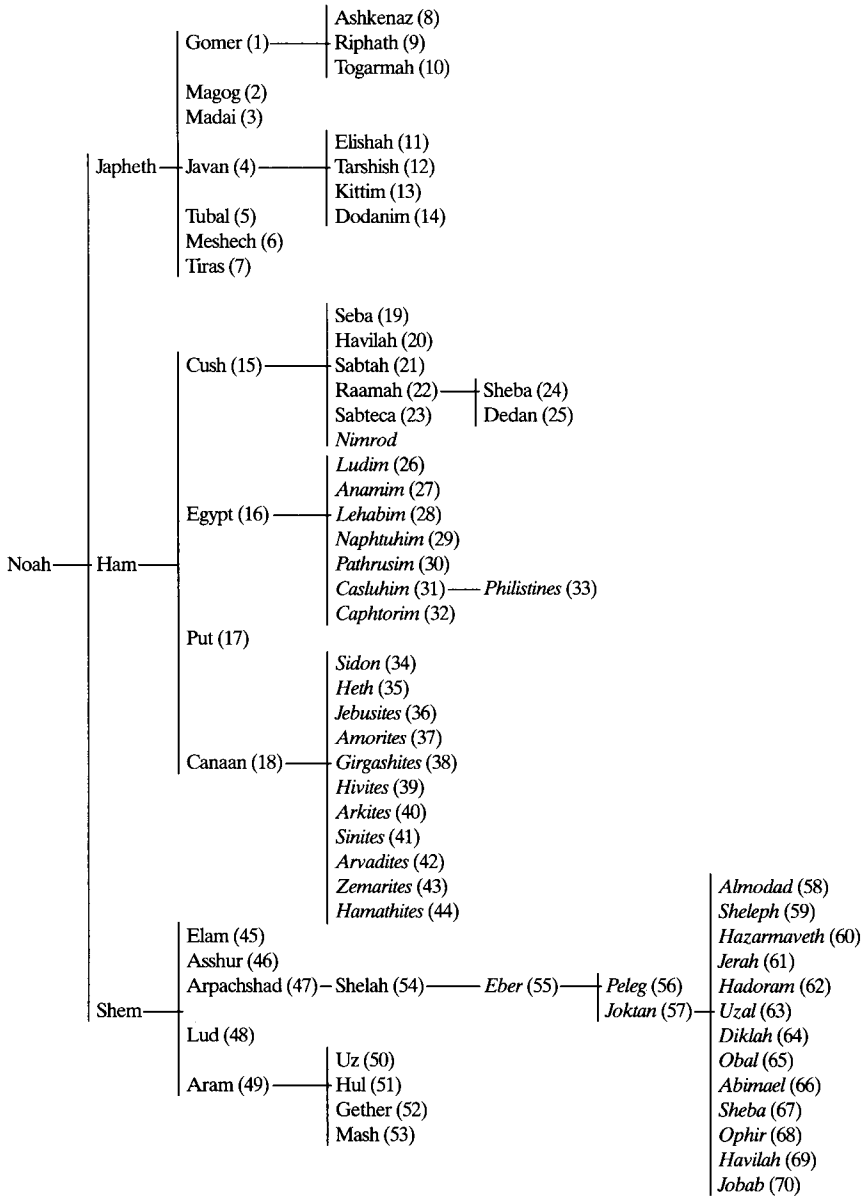 Ashkenaz (8)
Gomer (1) Riphath (9)
Togarmah (10)
Magog (2)
Madai (3)
Elishah (11)
Japheth Javan (4) Tarshish (12)
Kittim (13)
Tubal (5) Dodanim (14)
Meshech (6)
Tiras (7)
Seba (19)
Havilah (20)
Cush (15) Sabtah (21)
Raamah (22) Sheba (24)
Sabteca (23) Dedan (25)
Nimrod
Ludim (26)
Anamim (27)
Egypt (16) Lehabim (28)
Naphtuhim (29)
Noah Ham Pathrusim (30)
Casluhim (31) Philistines (33)
Caphtorim (32)
Put (17)
Sidon (34)
Heth (35)
Jebusites (36)
Amorites (37)
Canaan (18) Girgashites (38)
Hivites (39)
Arkites (40)
Sinites (41)
Arvadites (42)
Zemarites (43) Almodad (58)
Hamathites (44) Sheleph (59)
Elam (45) Hazarmaveth (60)
Asshur (46) Jerah (61)
Arpachshad (47) Shelah (54) Eber (55) Peleg (56) Hadoram (62)
Shem Joktan (57) Uzal (63)
Lud (48) Diklah (64)
Uz (50) Obal (65)
Aram (49) Hul (51) Abimael (66)
Gether (52) Sheba (67)
Mash (53) Ophir (68)
Havilah (69)
Jobab (70)